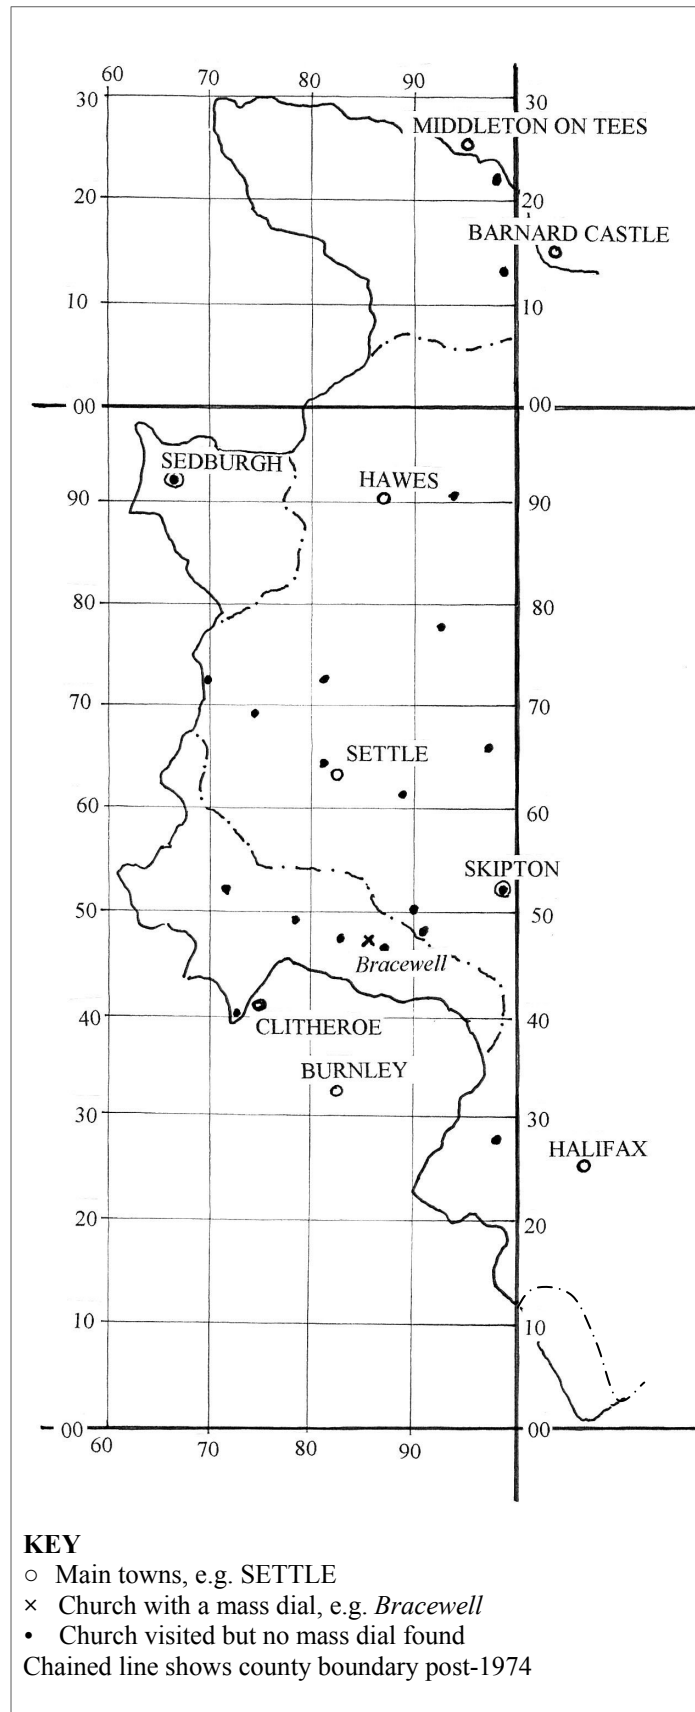 70 80 90
30 30
MIDDLETON ON TEES
20 20
BARNARD CASTLE
10 10
00 00
SEDBURGH
HAWES
90 90
80 80
70 70
SETTLE
60 60
SKIPTON
50 50
Bracewell
40 40
CLITHEROE
BURNLEY
30 30
HALIFAX
20 20
10 10
00 00
60 70 80 90
KEY
○ Main towns, e.g. SETTLE
× Church with a mass dial, e.g. Bracewell
• Church visited but no mass dial found
Chained line shows county boundary post-1974